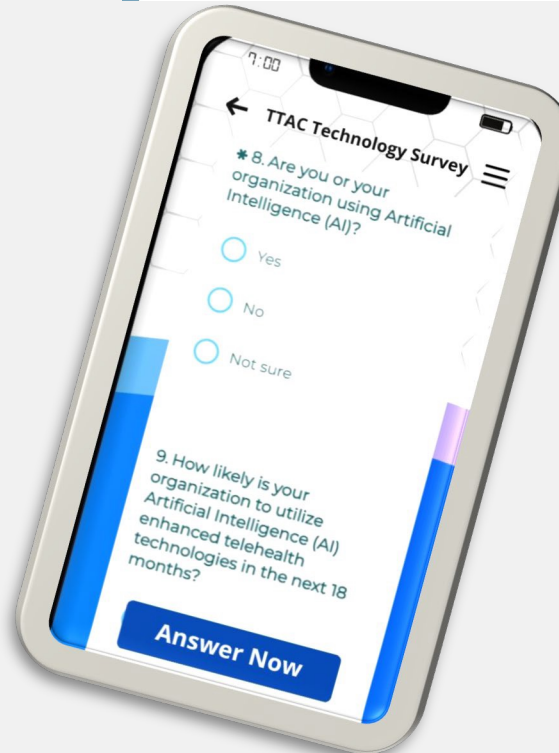 7:00
TTAC Technology Survey
* 8. Are you or your
organization using Artificial
Intelligence (AI)?
Yes
No
Not sure
9. How likely is your
organization to utilize
Artificial Intelligence (AI)
enhanced telehealth
technologies in the next 18
months?
Answer Now